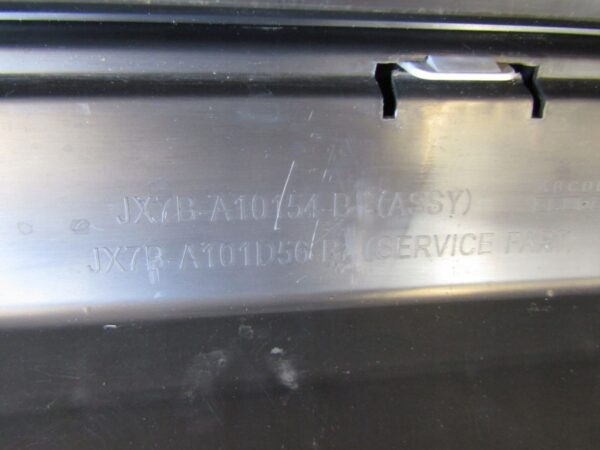 JX7B-A10154-B (ASSY)
JX7B-A101D56 B (SERVICE PART